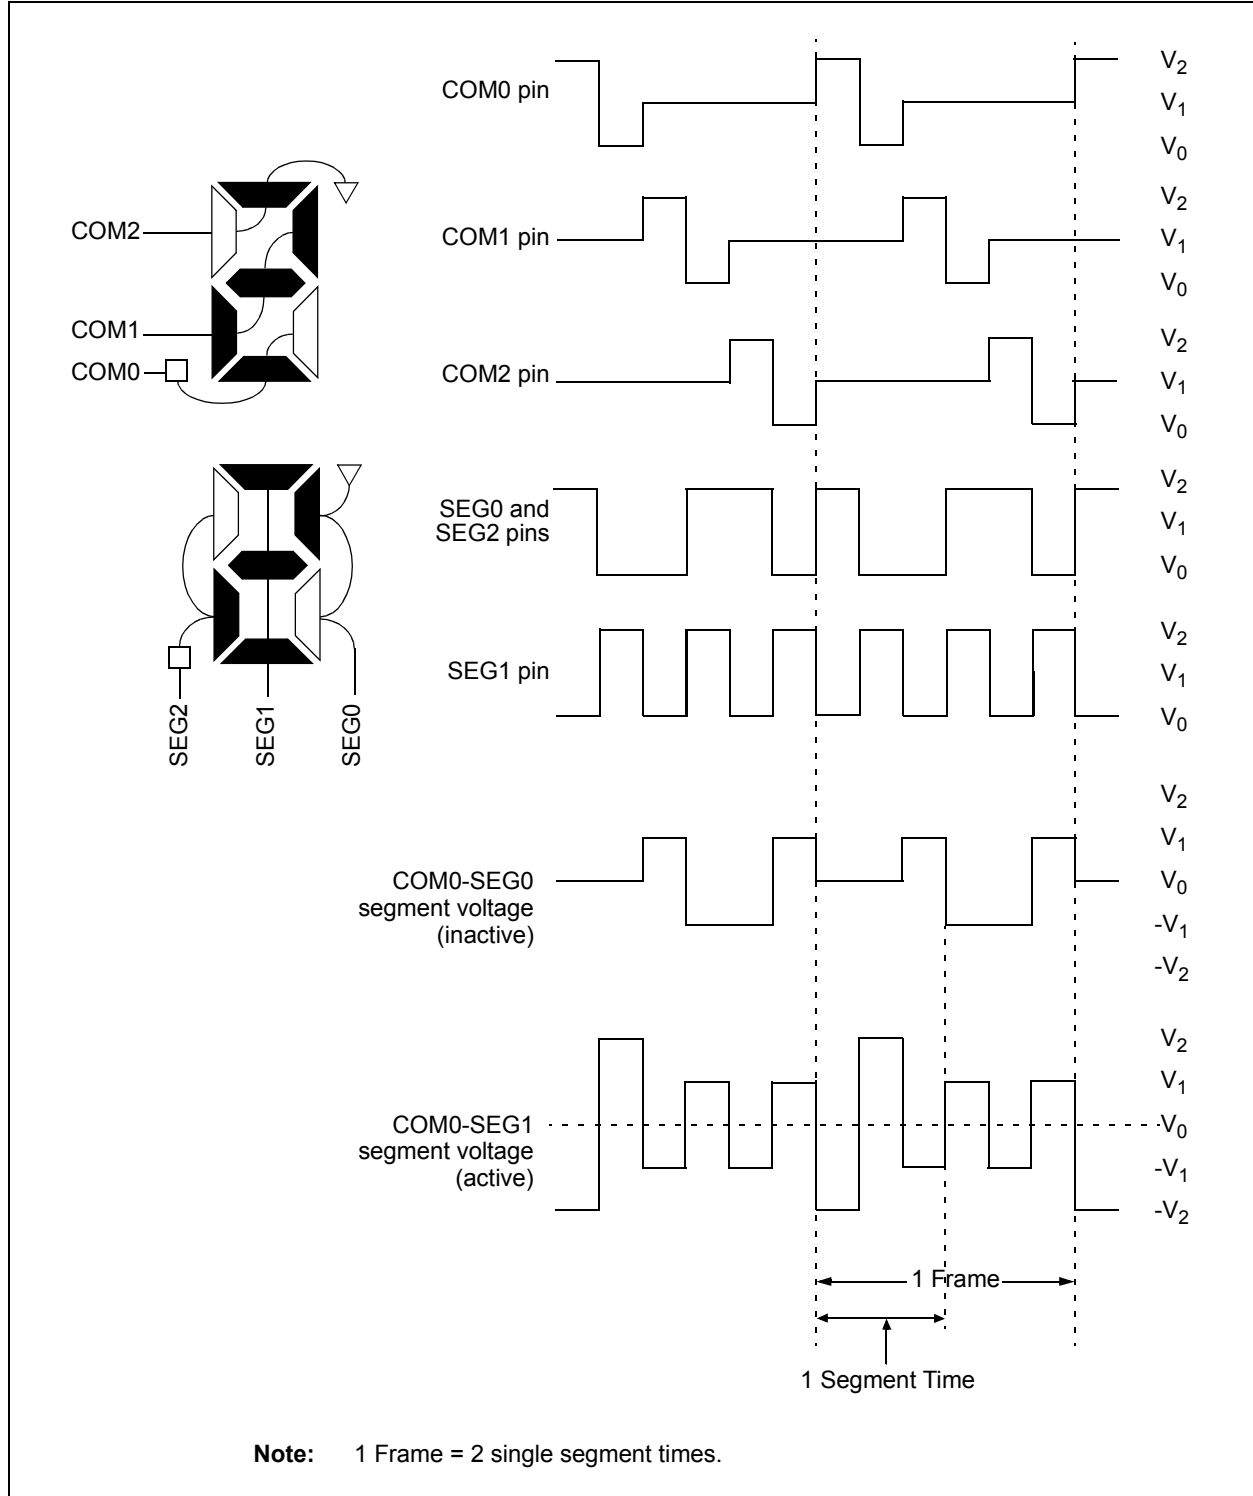 COM0 pin
V2
V1
V0
COM2
COM1
COM0
COM1 pin
V2
V1
V0
COM2 pin
V2
V1
V0
SEG0 and
SEG2 pins
V2
V1
V0
SEG2
SEG1
SEG0
SEG1 pin
V2
V1
V0
COM0-SEG0
segment voltage
(inactive)
V2
V1
V0
-V1
-V2
COM0-SEG1
segment voltage
(active)
V2
V1
V0
-V1
-V2
1 Frame
1 Segment Time
Note: 1 Frame = 2 single segment times.